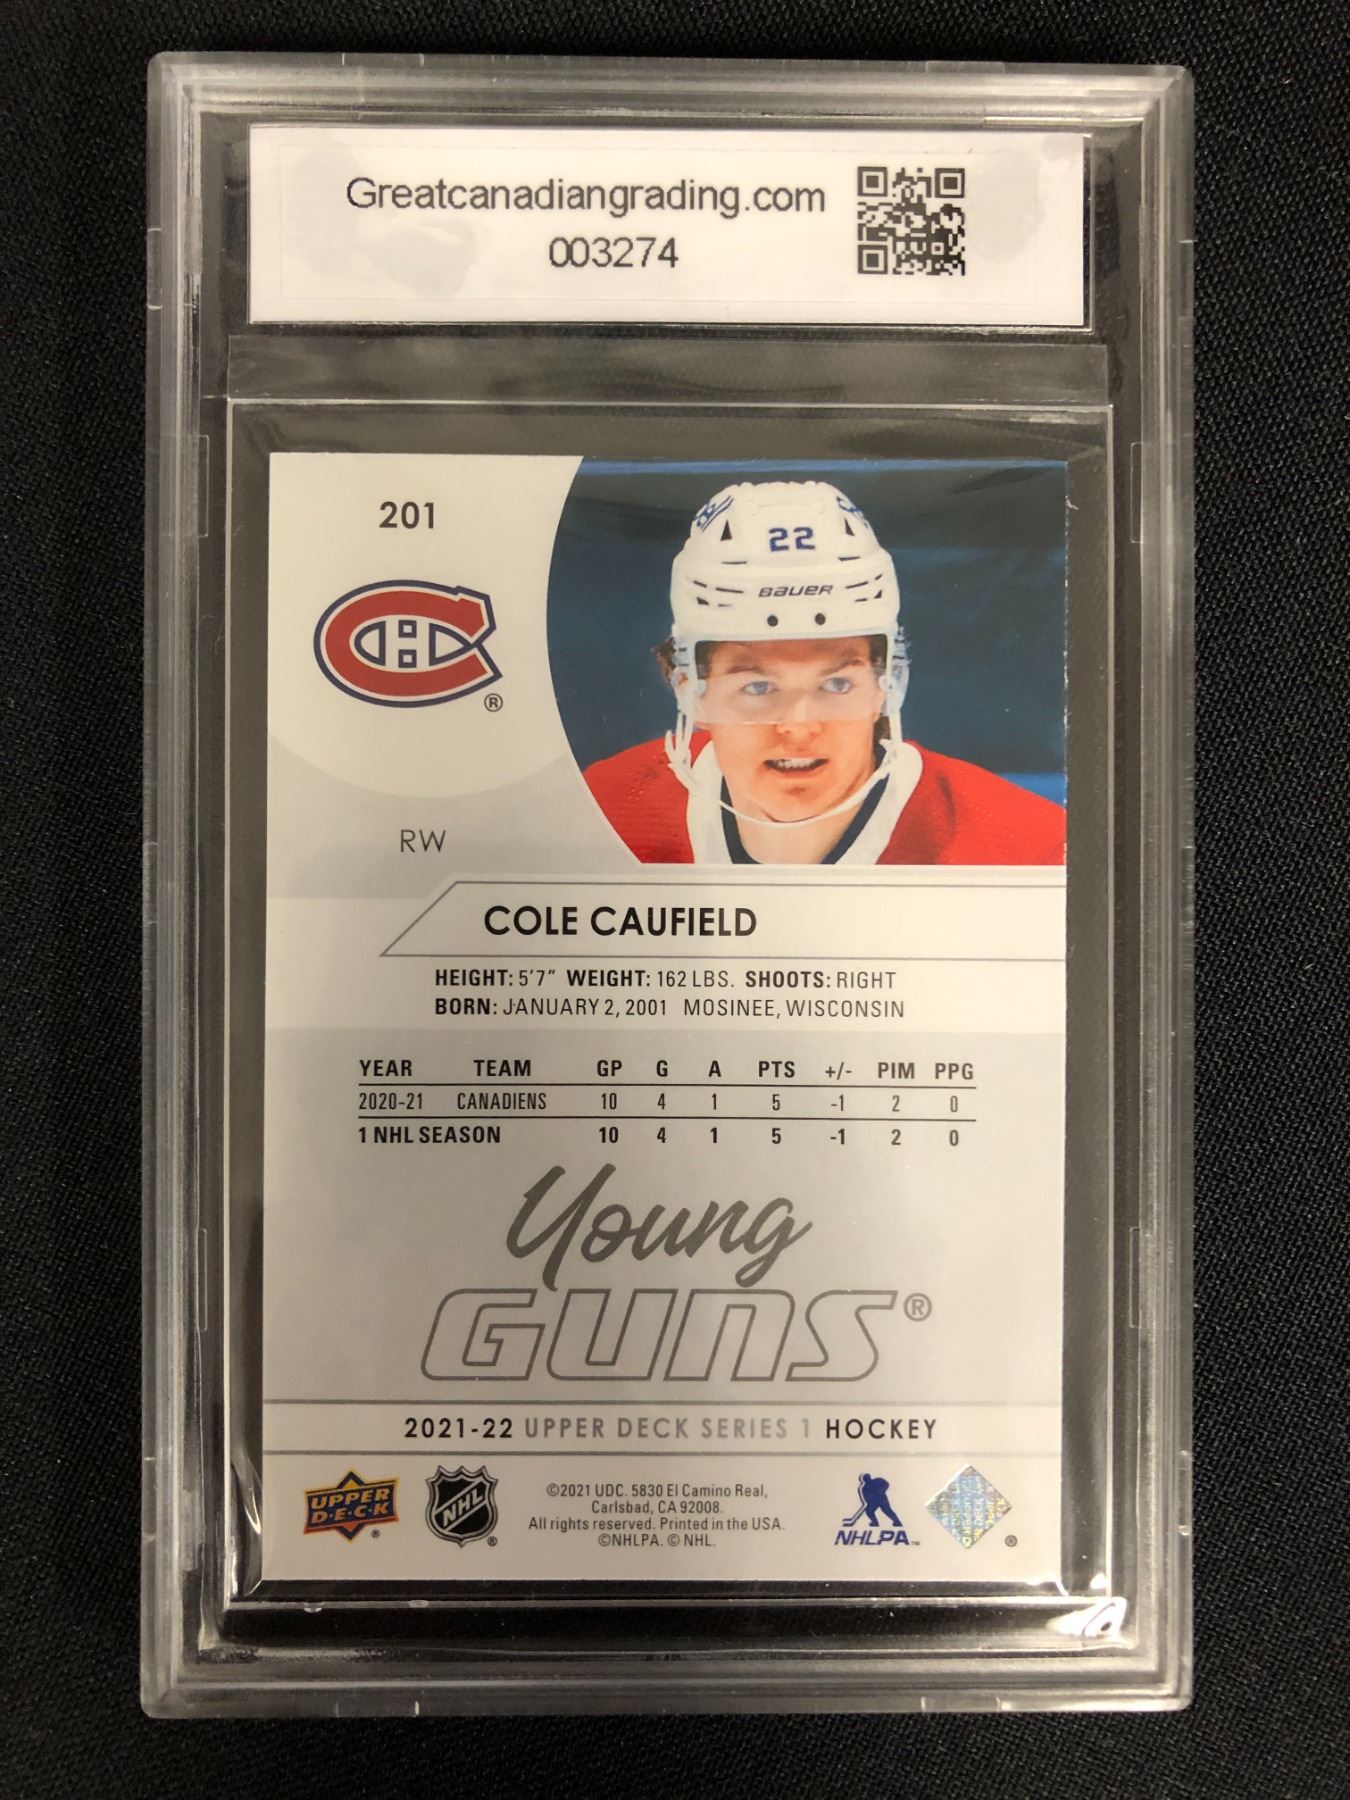 Greatcanadiangrading.com
003274
201
22
BAUER
®
RW
COLE CAUFIELD
HEIGHT: 5'7" WEIGHT: 162 LBS. SHOOTS: RIGHT
BORN: JANUARY 2, 2001 MOSINEE, WISCONSIN
YEAR TEAM GP G A PTS +/- PIM PPG
2020-21 CANADIENS 10 4 1 5 -1 2 0
1 NHL SEASON 10 4 1 5 -1 2 0
Young
GUNS®
2021-22 UPPER DECK SERIES 1 HOCKEY
UPPER
D·E·C·K
®
NHL
®
©2021 UDC. 5830 El Camino Real,
Carlsbad, CA 92008.
All rights reserved. Printed in the USA.
©NHLPA. © NHL.
NHLPA™
®